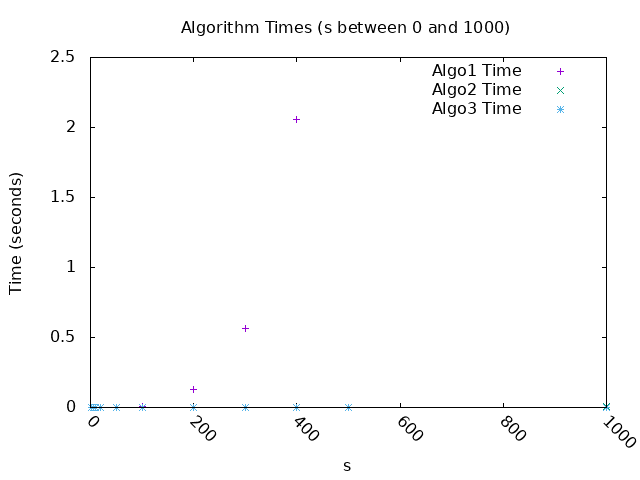 Algorithm Times (s between 0 and 1000)
Algo1 Time
Algo2 Time
Algo3 Time
2.5
2
1.5
1
0.5
0
Time (seconds)
0
200
400
600
800
1000
s